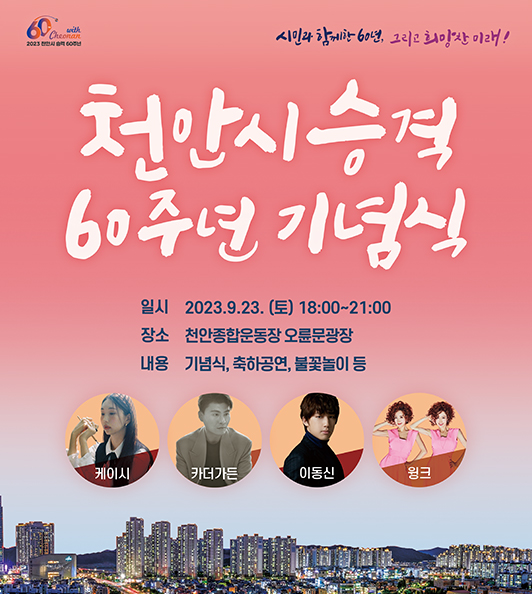 60 with Cheonan
2023 천안시 승격 60주년
시민과 함께한 60년, 그리고 희망찬 미래!
천안시승격
60주년 기념식
일시 2023.9.23. (토) 18:00~21:00
장소 천안종합운동장 오륜문광장
내용 기념식, 축하공연, 불꽃놀이 등
케이시 카더가든 이동신 윙크